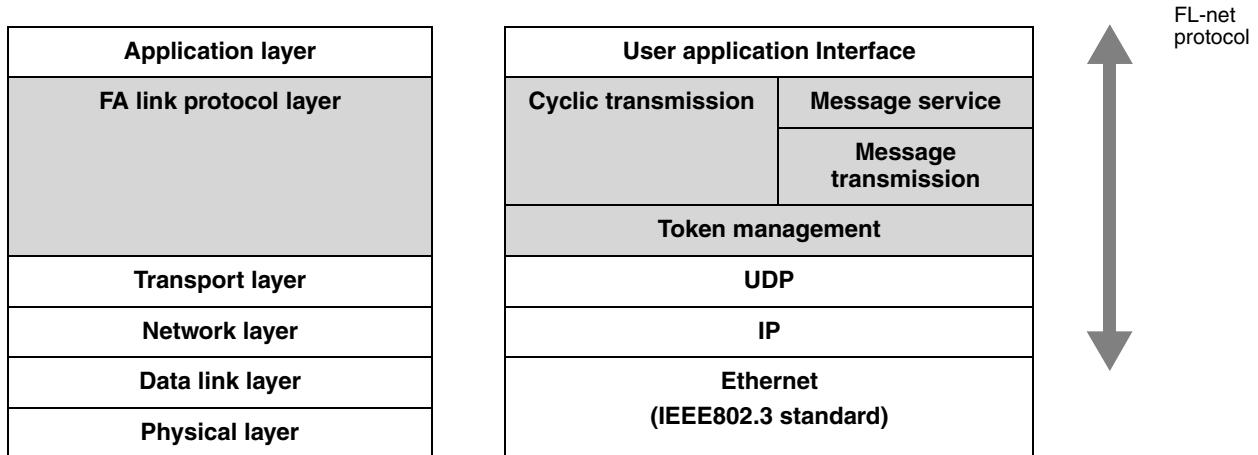 FL-net
protocol
Application layer
User application Interface
FA link protocol layer
Cyclic transmission
Message service
Message
transmission
Token management
Transport layer
UDP
Network layer
IP
Data link layer
Ethernet
(IEEE802.3 standard)
Physical layer